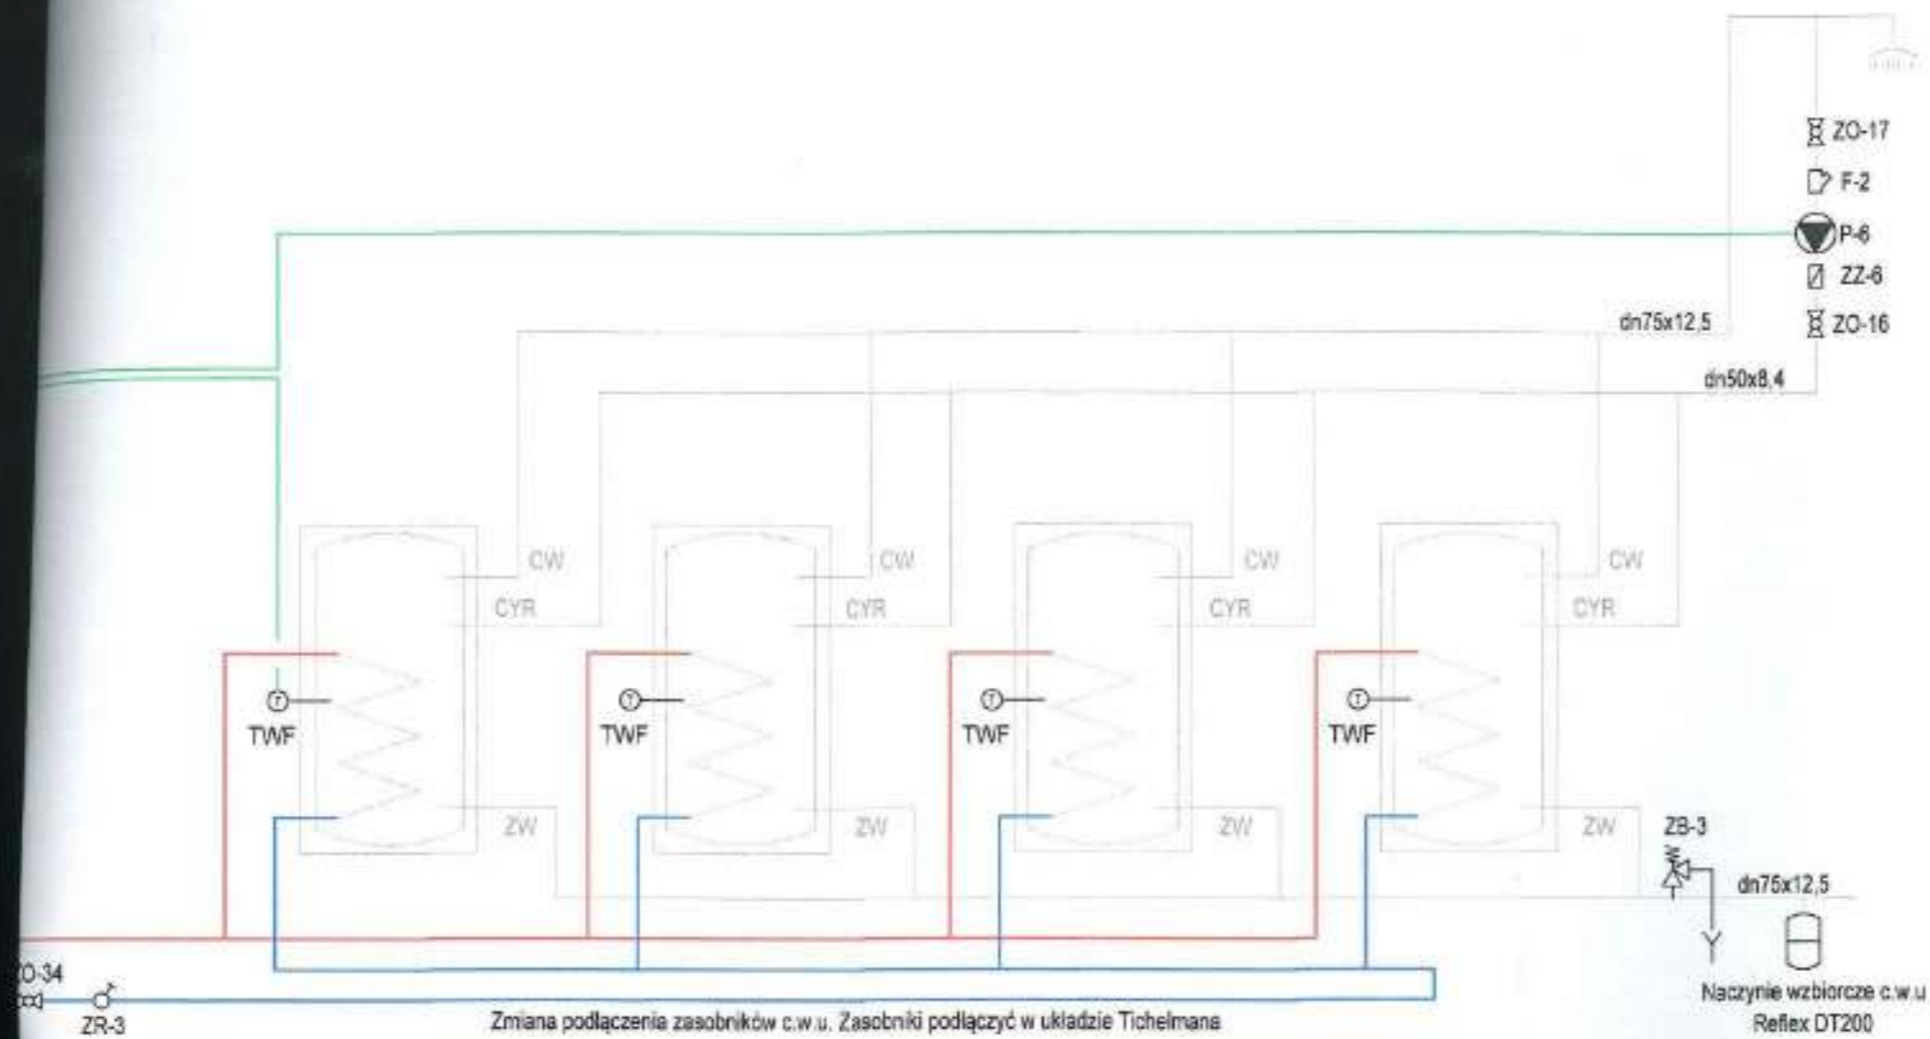 ZO-17
F-2
P-6
ZZ-6
dn75x12,5
ZO-16
dn50x8,4
CW
CW
CW
CW
CYR
CYR
CYR
CYR
T
T
T
T
TWF
TWF
TWF
TWF
ZW
ZW
ZW
ZW
ZB-3
dn75x12,5
ZO-34
ZR-3
Zmiana podłączenia zasobników c.w.u. Zasobniki podłączyć w układzie Tichelmana
Naczynie wzbiorcze c.w.u
Reflex DT200